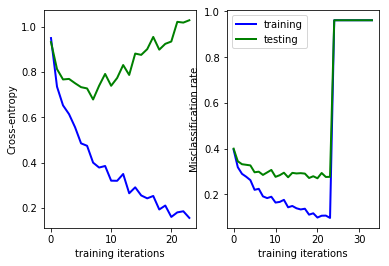 Cross-entropy
1.0
0.8
0.6
0.4
0.2
0
10
20
training iterations
Misclassification rate
1.0
0.8
0.6
0.4
0.2
0
10
20
30
training iterations
training
testing